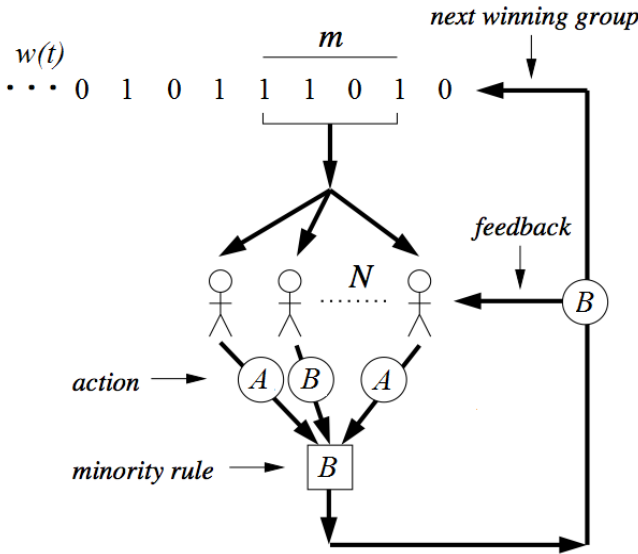 next winning group
m
w(t)
··· 0 1 0 1 1 1 0 1 0
feedback
N
B
action
A B A
minority rule
B